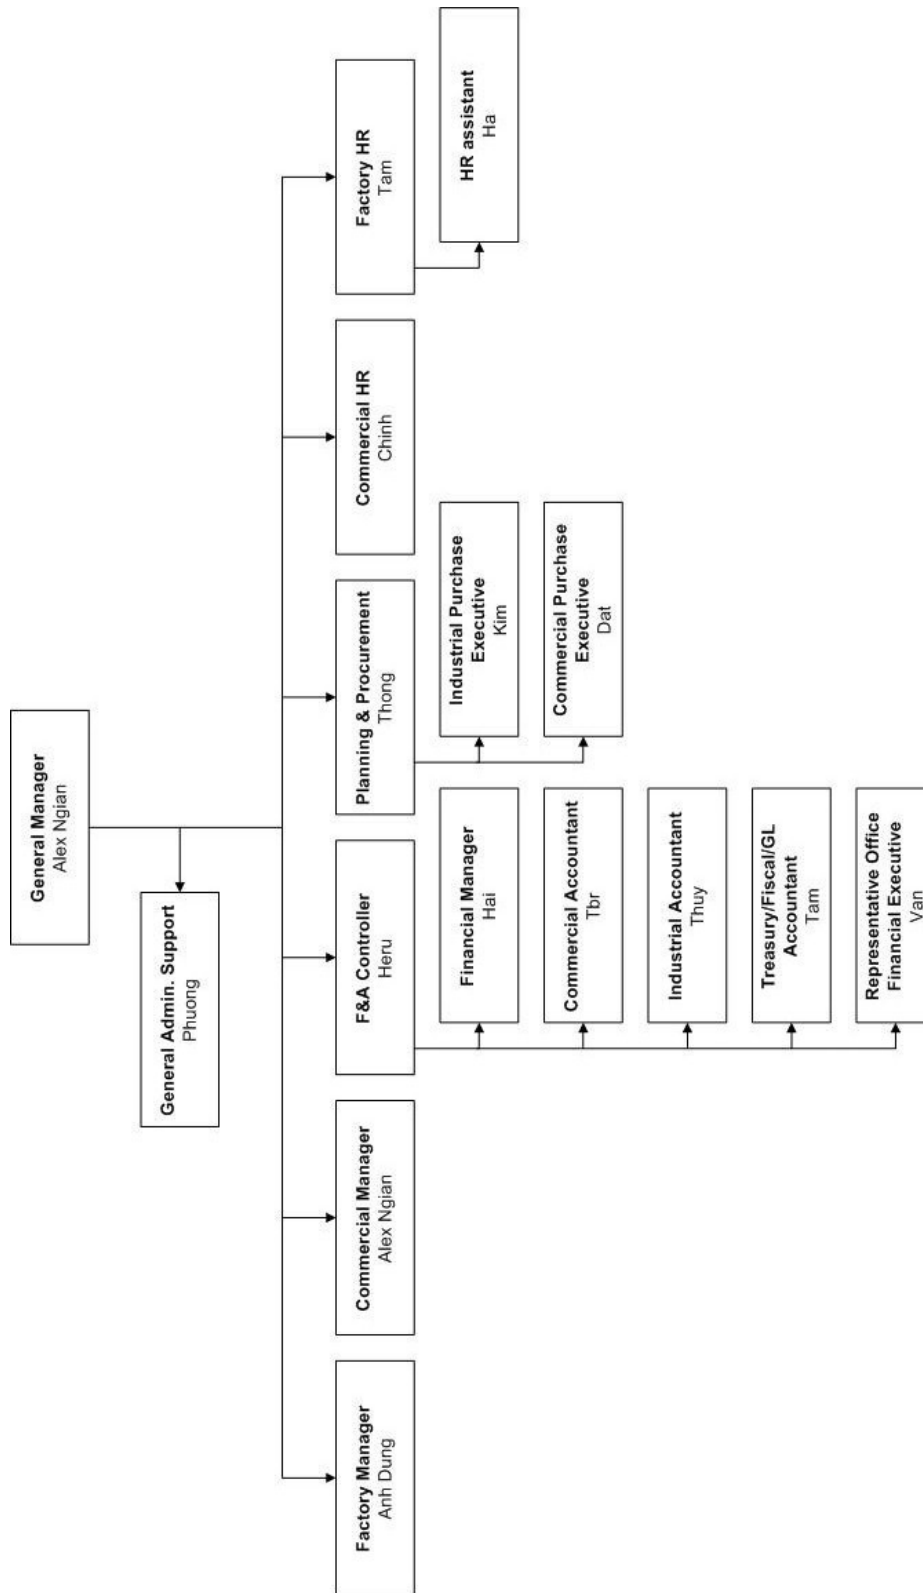 General Manager
Alex Ngian
General Admin. Support
Phuong
Factory Manager
Anh Dung
Commercial Manager
Alex Ngian
F&A Controller
Heru
Planning & Procurement
Thong
Commercial HR
Chinh
Factory HR
Tam
Financial Manager
Hai
Commercial Accountant
Tbr
Industrial Accountant
Thuy
Treasury/Fiscal/GL
Accountant
Tam
Representative Office
Financial Executive
Van
Industrial Purchase
Executive
Kim
Commercial Purchase
Executive
Dat
HR assistant
Ha